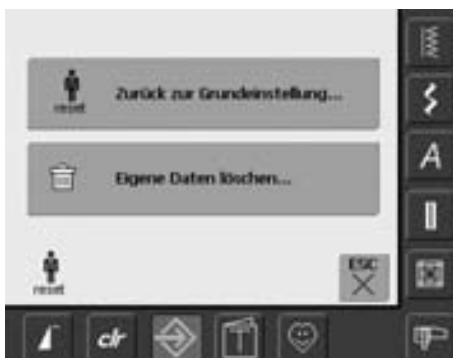 reset
Zurück zur Grundeinstellung...
Eigene Daten löschen...
reset
ESC
A
clr